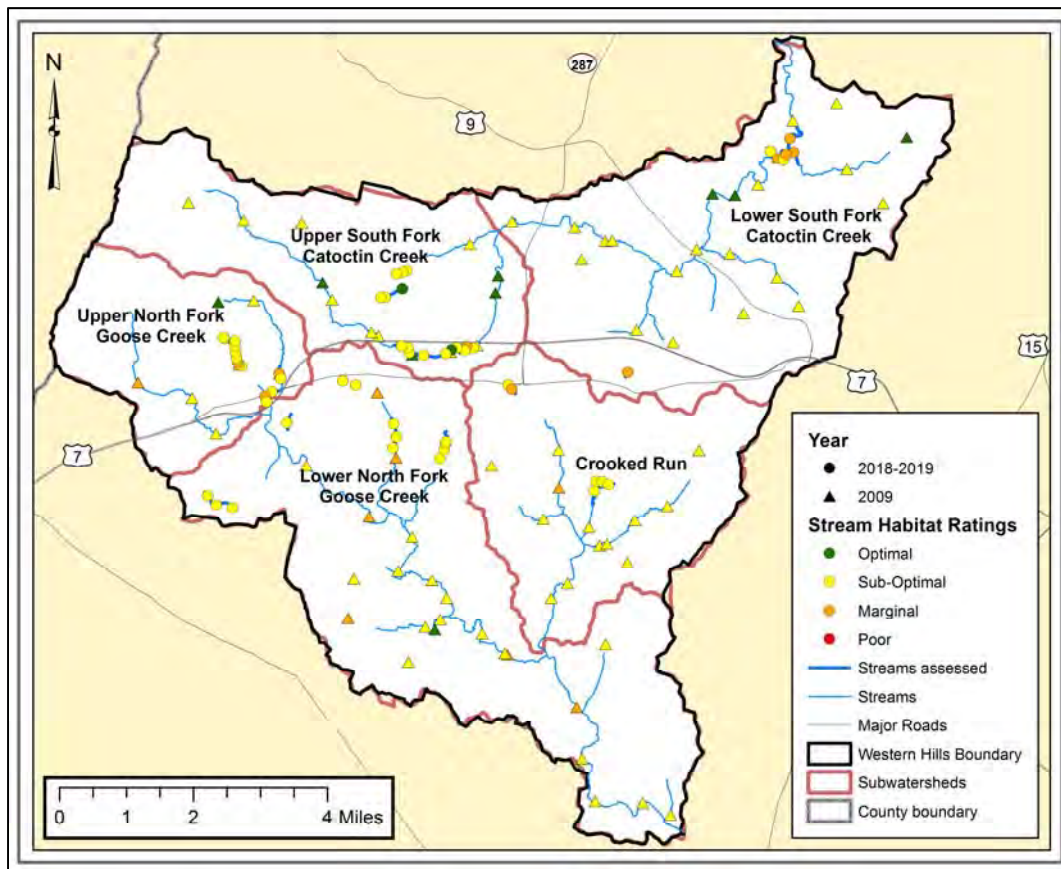 N
287
9
Lower South Fork
Catoctin Creek
Upper South Fork
Catoctin Creek
Upper North Fork
Goose Creek
15
7
7
Lower North Fork
Goose Creek
Crooked Run
Year
2018-2019
2009
Stream Habitat Ratings
Optimal
Sub-Optimal
Marginal
Poor
Streams assessed
Streams
Major Roads
Western Hills Boundary
Subwatersheds
County boundary
0 1 2 4 Miles